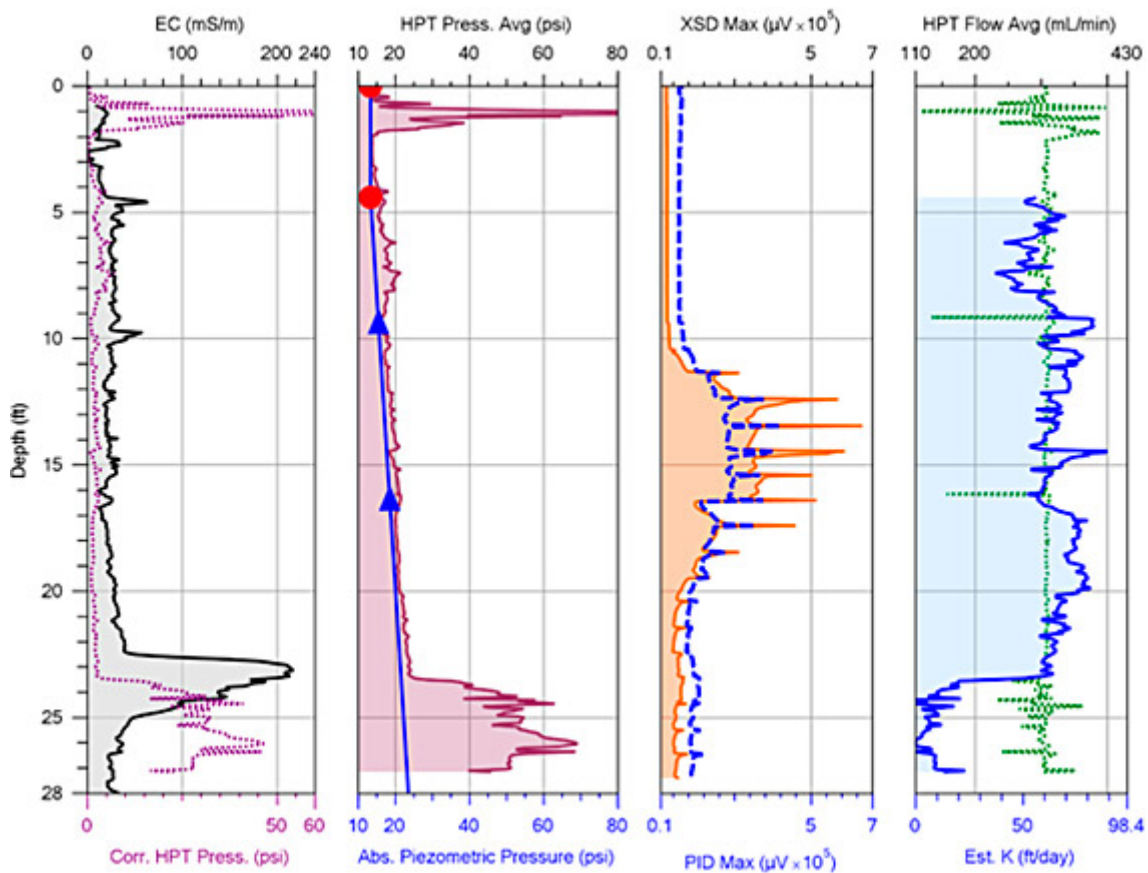 EC (mS/m) HPT Press. Avg (psi) XSD Max (µV × 10⁵) HPT Flow Avg (mL/min)
0 100 200 240 10 20 40 60 80 0.1 5 7 110 200 430
0
5
10
Depth (ft)
15
20
25
28
0 50 60 10 20 40 60 80 0.1 5 7 0 50 98.4
Corr. HPT Press. (psi) Abs. Piezometric Pressure (psi) PID Max (µV × 10⁵) Est. K (ft/day)